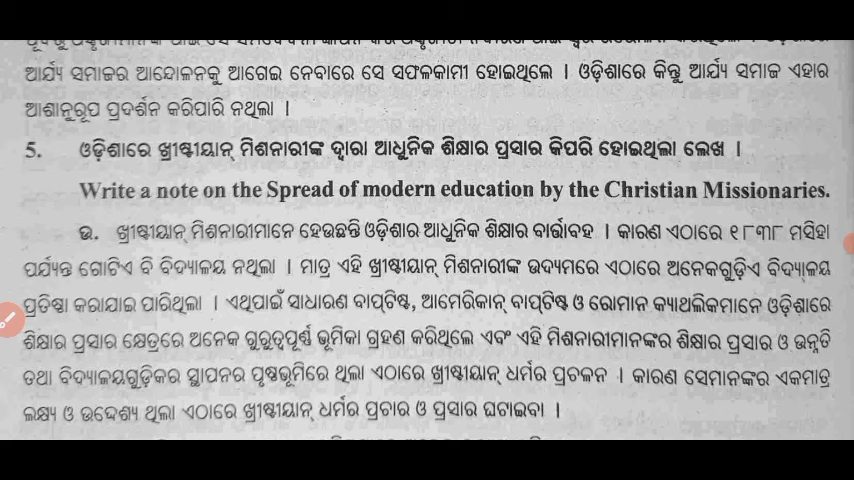 ଆର୍ଯ୍ୟ ସମାଜର ଆନ୍ଦୋଳନକୁ ଆଗେଇ ନେବାରେ ସେ ସଫଳକାମୀ ହୋଇଥିଲେ । ଓଡ଼ିଶାରେ କିନ୍ତୁ ଆର୍ଯ୍ୟ ସମାଜ ଏହାର
ଆଶାନୁରୂପ ପ୍ରଦର୍ଶନ କରିପାରି ନଥିଲା ।
5. ଓଡ଼ିଶାରେ ଖ୍ରୀଷ୍ଟୀୟାନ୍ ମିଶନାରୀଙ୍କ ଦ୍ୱାରା ଆଧୁନିକ ଶିକ୍ଷାର ପ୍ରସାର କିପରି ହୋଇଥିଲା ଲେଖ ।
Write a note on the Spread of modern education by the Christian Missionaries.
ଉ. ଖ୍ରୀଷ୍ଟୀୟାନ୍ ମିଶନାରୀମାନେ ହେଉଛନ୍ତି ଓଡ଼ିଶାର ଆଧୁନିକ ଶିକ୍ଷାର ବାର୍ତ୍ତାବହ । କାରଣ ଏଠାରେ ୧୮୩୮ ମସିହା
ପର୍ଯ୍ୟନ୍ତ ଗୋଟିଏ ବି ବିଦ୍ୟାଳୟ ନଥିଲା । ମାତ୍ର ଏହି ଖ୍ରୀଷ୍ଟୀୟାନ୍ ମିଶନାରୀଙ୍କ ଉଦ୍ୟମରେ ଏଠାରେ ଅନେକଗୁଡ଼ିଏ ବିଦ୍ୟାଳୟ
ପ୍ରତିଷ୍ଠା କରାଯାଇ ପାରିଥିଲା । ଏଥିପାଇଁ ସାଧାରଣ ବାପ୍‌ଟିଷ୍ଟ, ଆମେରିକାନ୍ ବାପ୍‌ଟିଷ୍ଟ ଓ ରୋମାନ କ୍ୟାଥଲିକମାନେ ଓଡ଼ିଶାରେ
ଶିକ୍ଷାର ପ୍ରସାର କ୍ଷେତ୍ରରେ ଅନେକ ଗୁରୁତ୍ୱପୂର୍ଣ୍ଣ ଭୂମିକା ଗ୍ରହଣ କରିଥିଲେ ଏବଂ ଏହି ମିଶନାରୀମାନଙ୍କର ଶିକ୍ଷାର ପ୍ରସାର ଓ ଉନ୍ନତି
ତଥା ବିଦ୍ୟାଳୟଗୁଡ଼ିକର ସ୍ଥାପନର ପୃଷ୍ଠଭୂମିରେ ଥିଲା ଏଠାରେ ଖ୍ରୀଷ୍ଟୀୟାନ୍ ଧର୍ମର ପ୍ରଚଳନ । କାରଣ ସେମାନଙ୍କର ଏକମାତ୍ର
ଲକ୍ଷ୍ୟ ଓ ଉଦ୍ଦେଶ୍ୟ ଥିଲା ଏଠାରେ ଖ୍ରୀଷ୍ଟୀୟାନ୍ ଧର୍ମର ପ୍ରଚାର ଓ ପ୍ରସାର ଘଟାଇବା ।